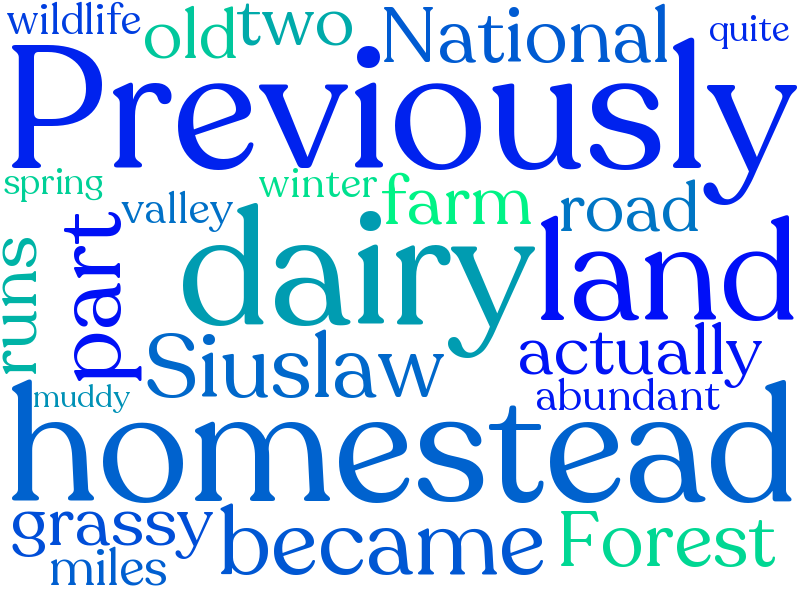 wildlife
old
two
National
quite
Previously
spring
valley
winter
farm
road
runs
part
dairy
land
Siuslaw
actually
muddy
abundant
homestead
grassy
became
Forest
miles